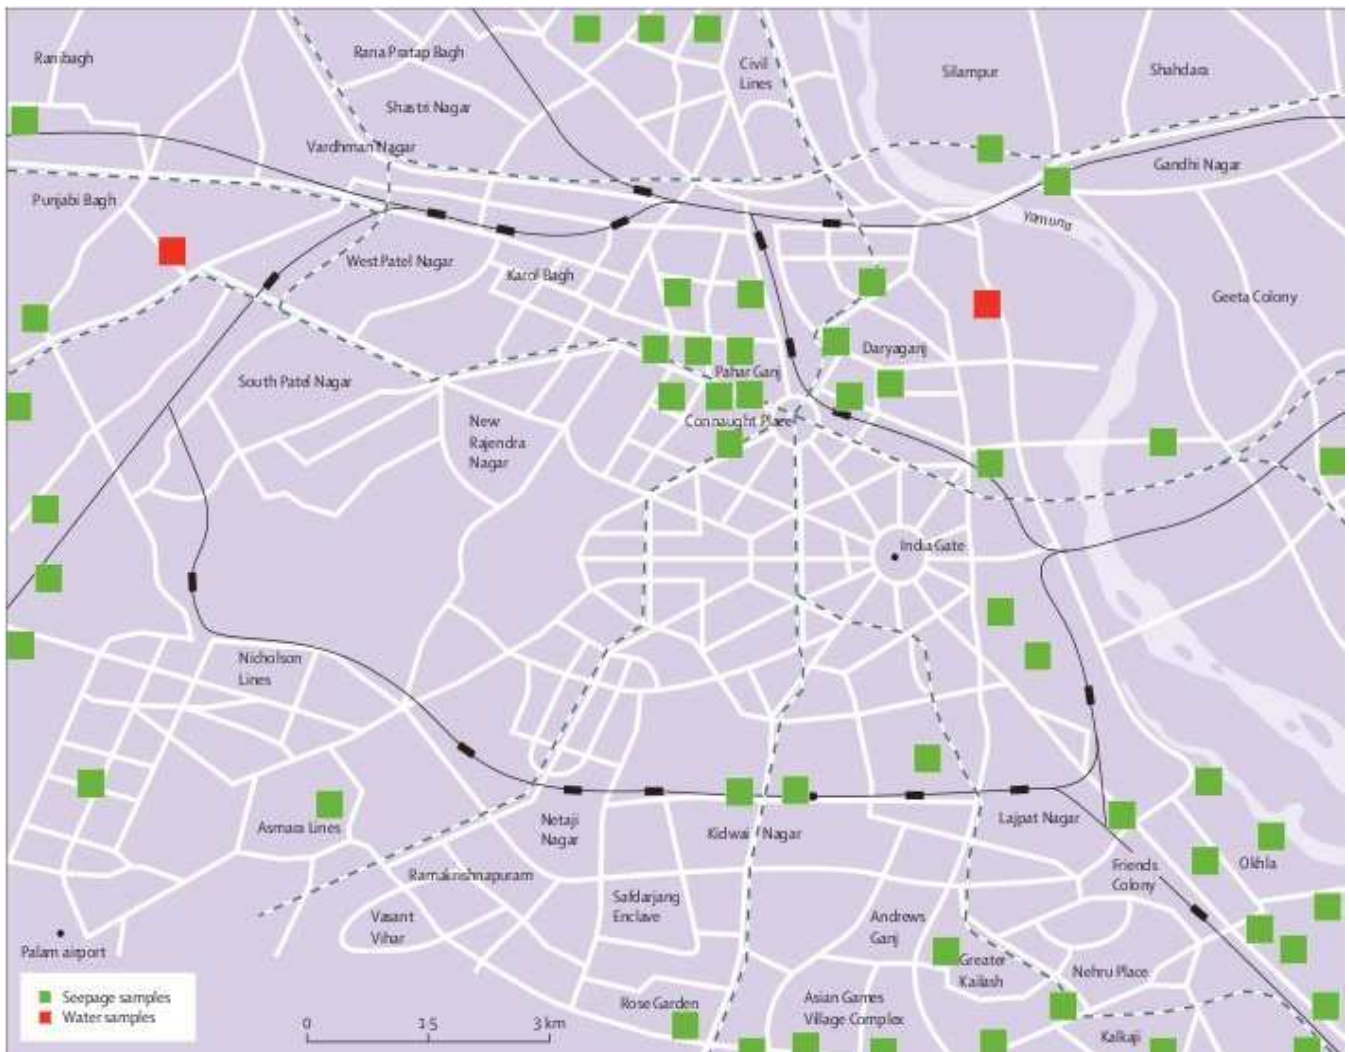 Ranibagh
Rana Pratap Bagh
Civil
Lines
Silampur
Shahdara
Shastri Nagar
Vardhman Nagar
Gandhi Nagar
Punjabi Bagh
Yamuna
West Patel Nagar
Karol Bagh
Geeta Colony
South Patel Nagar
Pahar Ganj
Daryaganj
New
Rajendra
Nagar
Connaught Place
India Gate
Nicholson
Lines
Asmara Lines
Netaji
Nagar
Kidwai Nagar
Lajpat Nagar
Ramakrishnapuram
Friends
Colony
Okhla
Vasant
Vihar
Safdarjang
Enclave
Andrews
Ganj
Palam airport
Greater
Kailash
Nehru Place
Seepage samples
Water samples
Rose Garden
Asian Games
Village Complex
Kalkaji
0 1·5 3 km